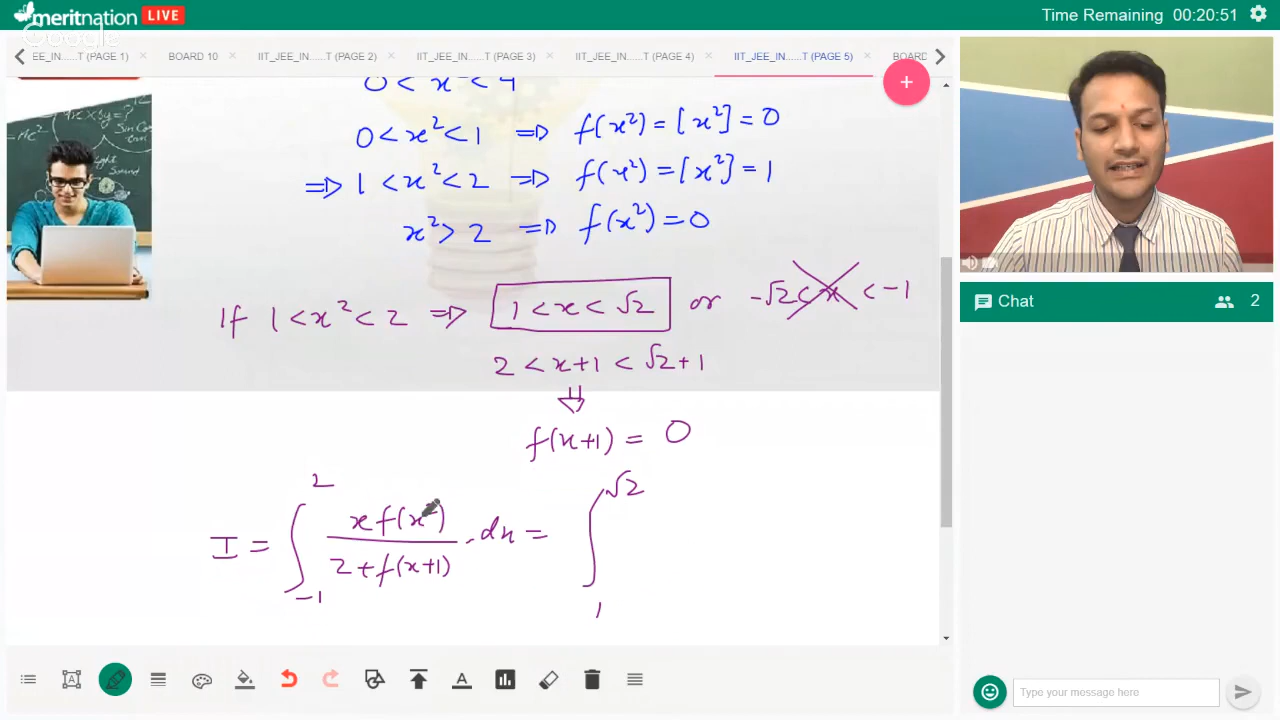 meritnation LIVE
Google
Time Remaining 00:20:51
EE_IN......T (PAGE 1) × BOARD 10 × IIT_JEE_IN......T (PAGE 2) × IIT_JEE_IN......T (PAGE 3) × IIT_JEE_IN......T (PAGE 4) × IIT_JEE_IN......T (PAGE 5) × BOARD
0 < x < 4
0 < x² < 1 ⇒ f(x²) = [x²] = 0
⇒ 1 < x² < 2 ⇒ f(x²) = [x²] = 1
x² > 2 ⇒ f(x²) = 0
If 1 < x² < 2 ⇒ 1 < x < √2 or -√2 < x < -1
2 < x+1 < √2+1
⇓
f(x+1) = 0
I = ∫₋₁² x f(x²) / 2 + f(x+1) . dx = ∫₁^√2
Chat 2
Type your message here